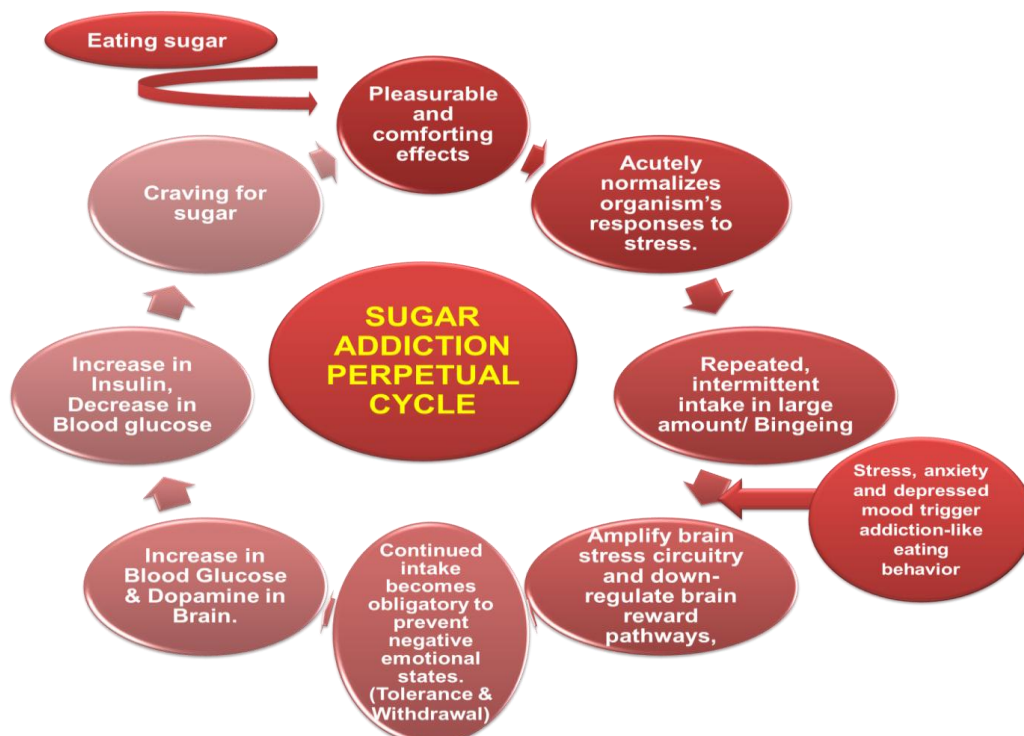 Eating sugar
Pleasurable
and
comforting
effects
Acutely
normalizes
organism's
responses to
stress.
Repeated,
intermittent
intake in large
amount/ Bingeing
Stress, anxiety
and depressed
mood trigger
addiction-like
eating
behavior
Amplify brain
stress circuitry
and down-
regulate brain
reward
pathways,
Continued
intake
becomes
obligatory to
prevent
negative
emotional
states.
(Tolerance &
Withdrawal)
Increase in
Blood Glucose
& Dopamine in
Brain.
Increase in
Insulin,
Decrease in
Blood glucose
Craving for
sugar
SUGAR
ADDICTION
PERPETUAL
CYCLE